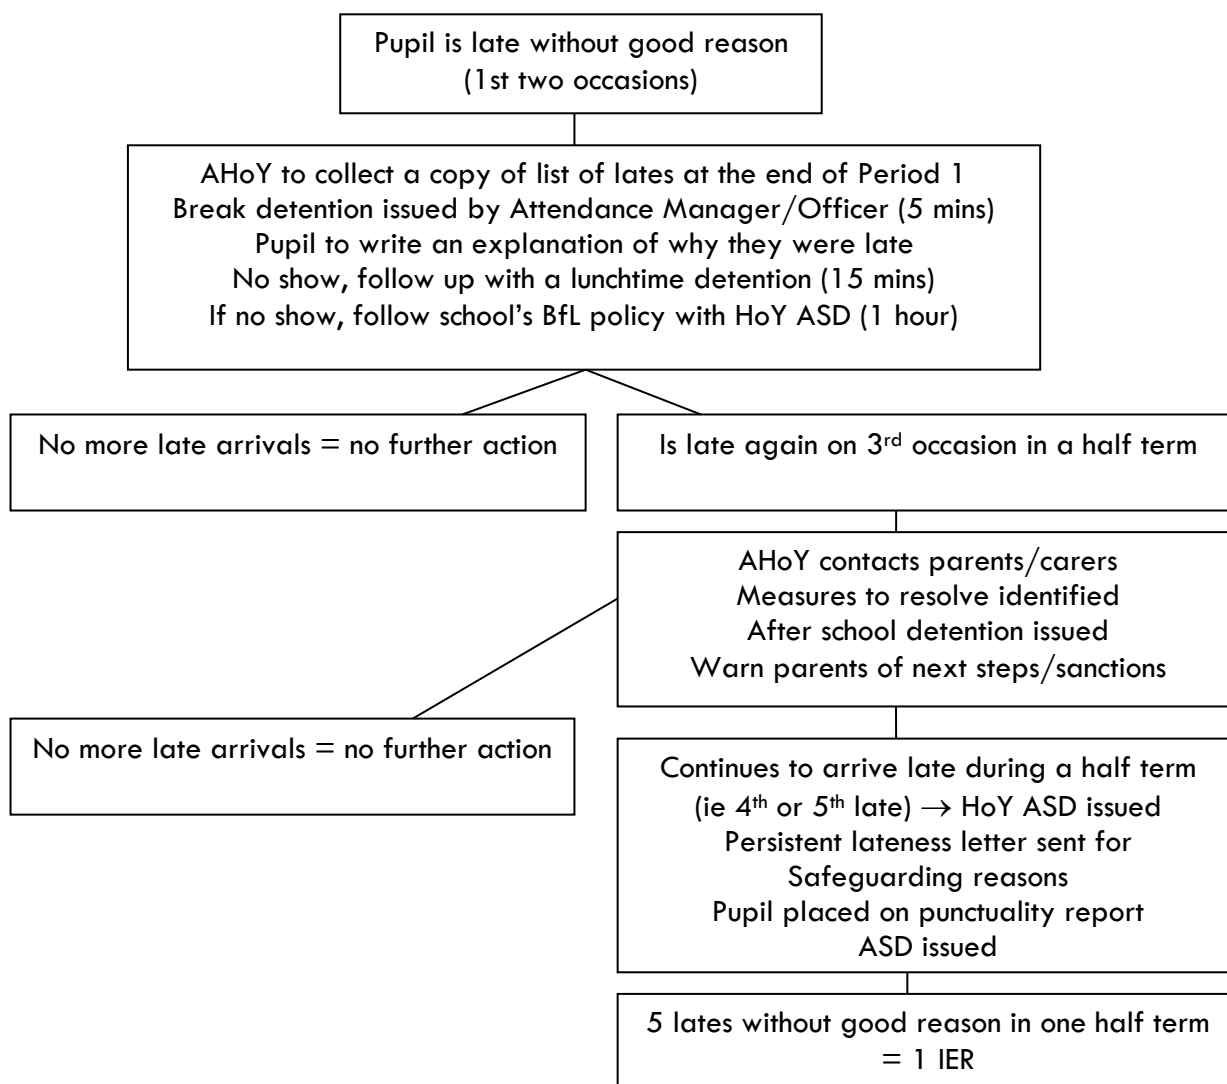 Pupil is late without good reason
(1st two occasions)
AHoY to collect a copy of list of lates at the end of Period 1
Break detention issued by Attendance Manager/Officer (5 mins)
Pupil to write an explanation of why they were late
No show, follow up with a lunchtime detention (15 mins)
If no show, follow school's BfL policy with HoY ASD (1 hour)
No more late arrivals = no further action
Is late again on 3rd occasion in a half term
AHoY contacts parents/carers
Measures to resolve identified
After school detention issued
Warn parents of next steps/sanctions
No more late arrivals = no further action
Continues to arrive late during a half term
(ie 4th or 5th late) → HoY ASD issued
Persistent lateness letter sent for
Safeguarding reasons
Pupil placed on punctuality report
ASD issued
5 lates without good reason in one half term
= 1 IER